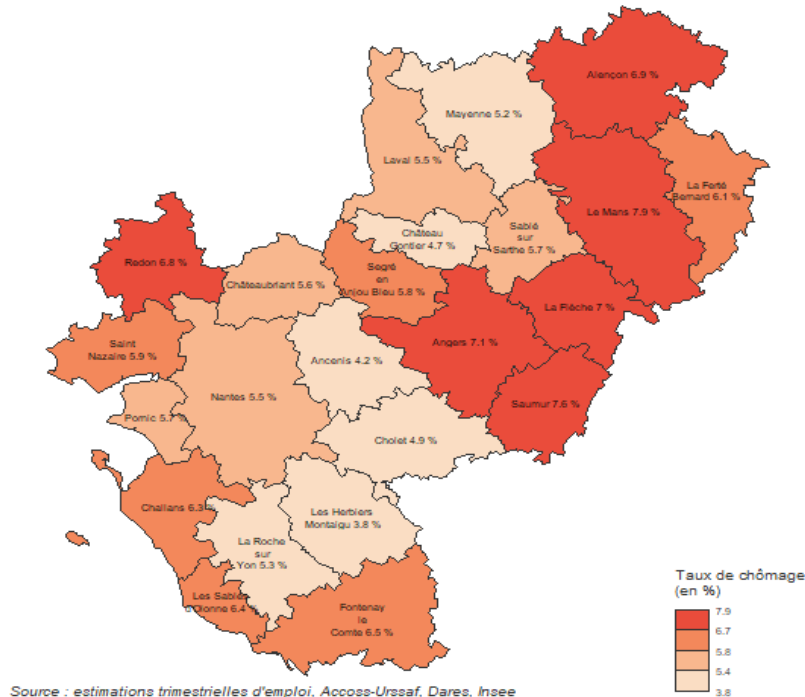 Alençon 6.9 %
Mayenne 5.2 %
Laval 5.5 %
La Ferté
Bernard 6.1 %
Le Mans 7.9 %
Château
Gontier 4.7 %
Sablé
sur
Sarthe 5.7 %
Redon 6.8 %
Châteaubriant 5.6 %
Segré
en
Anjou Bleu 5.8 %
La Flèche 7 %
Saint
Nazaire 5.9 %
Ancenis 4.2 %
Angers 7.1 %
Nantes 5.5 %
Saumur 7.6 %
Pornic 5.7 %
Cholet 4.9 %
Challans 6.3 %
Les Herbiers
Montaigu 3.8 %
La Roche
sur
Yon 5.3 %
Les Sables
d'Olonne 6.4 %
Fontenay
le
Comte 6.5 %
Taux de chômage
(en %)
7.9
6.7
5.8
5.4
3.8
Source : estimations trimestrielles d'emploi, Accoss-Urssaf, Dares, Insee